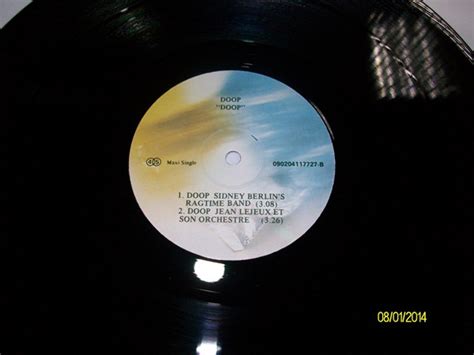 DOOP
"DOOP"
45 Maxi Single
090204117727-B
1. DOOP SIDNEY BERLIN'S
RAGTIME BAND (3.08)
2. DOOP JEAN LEJEUX ET
SON ORCHESTRE (3.26)
08/01/2014